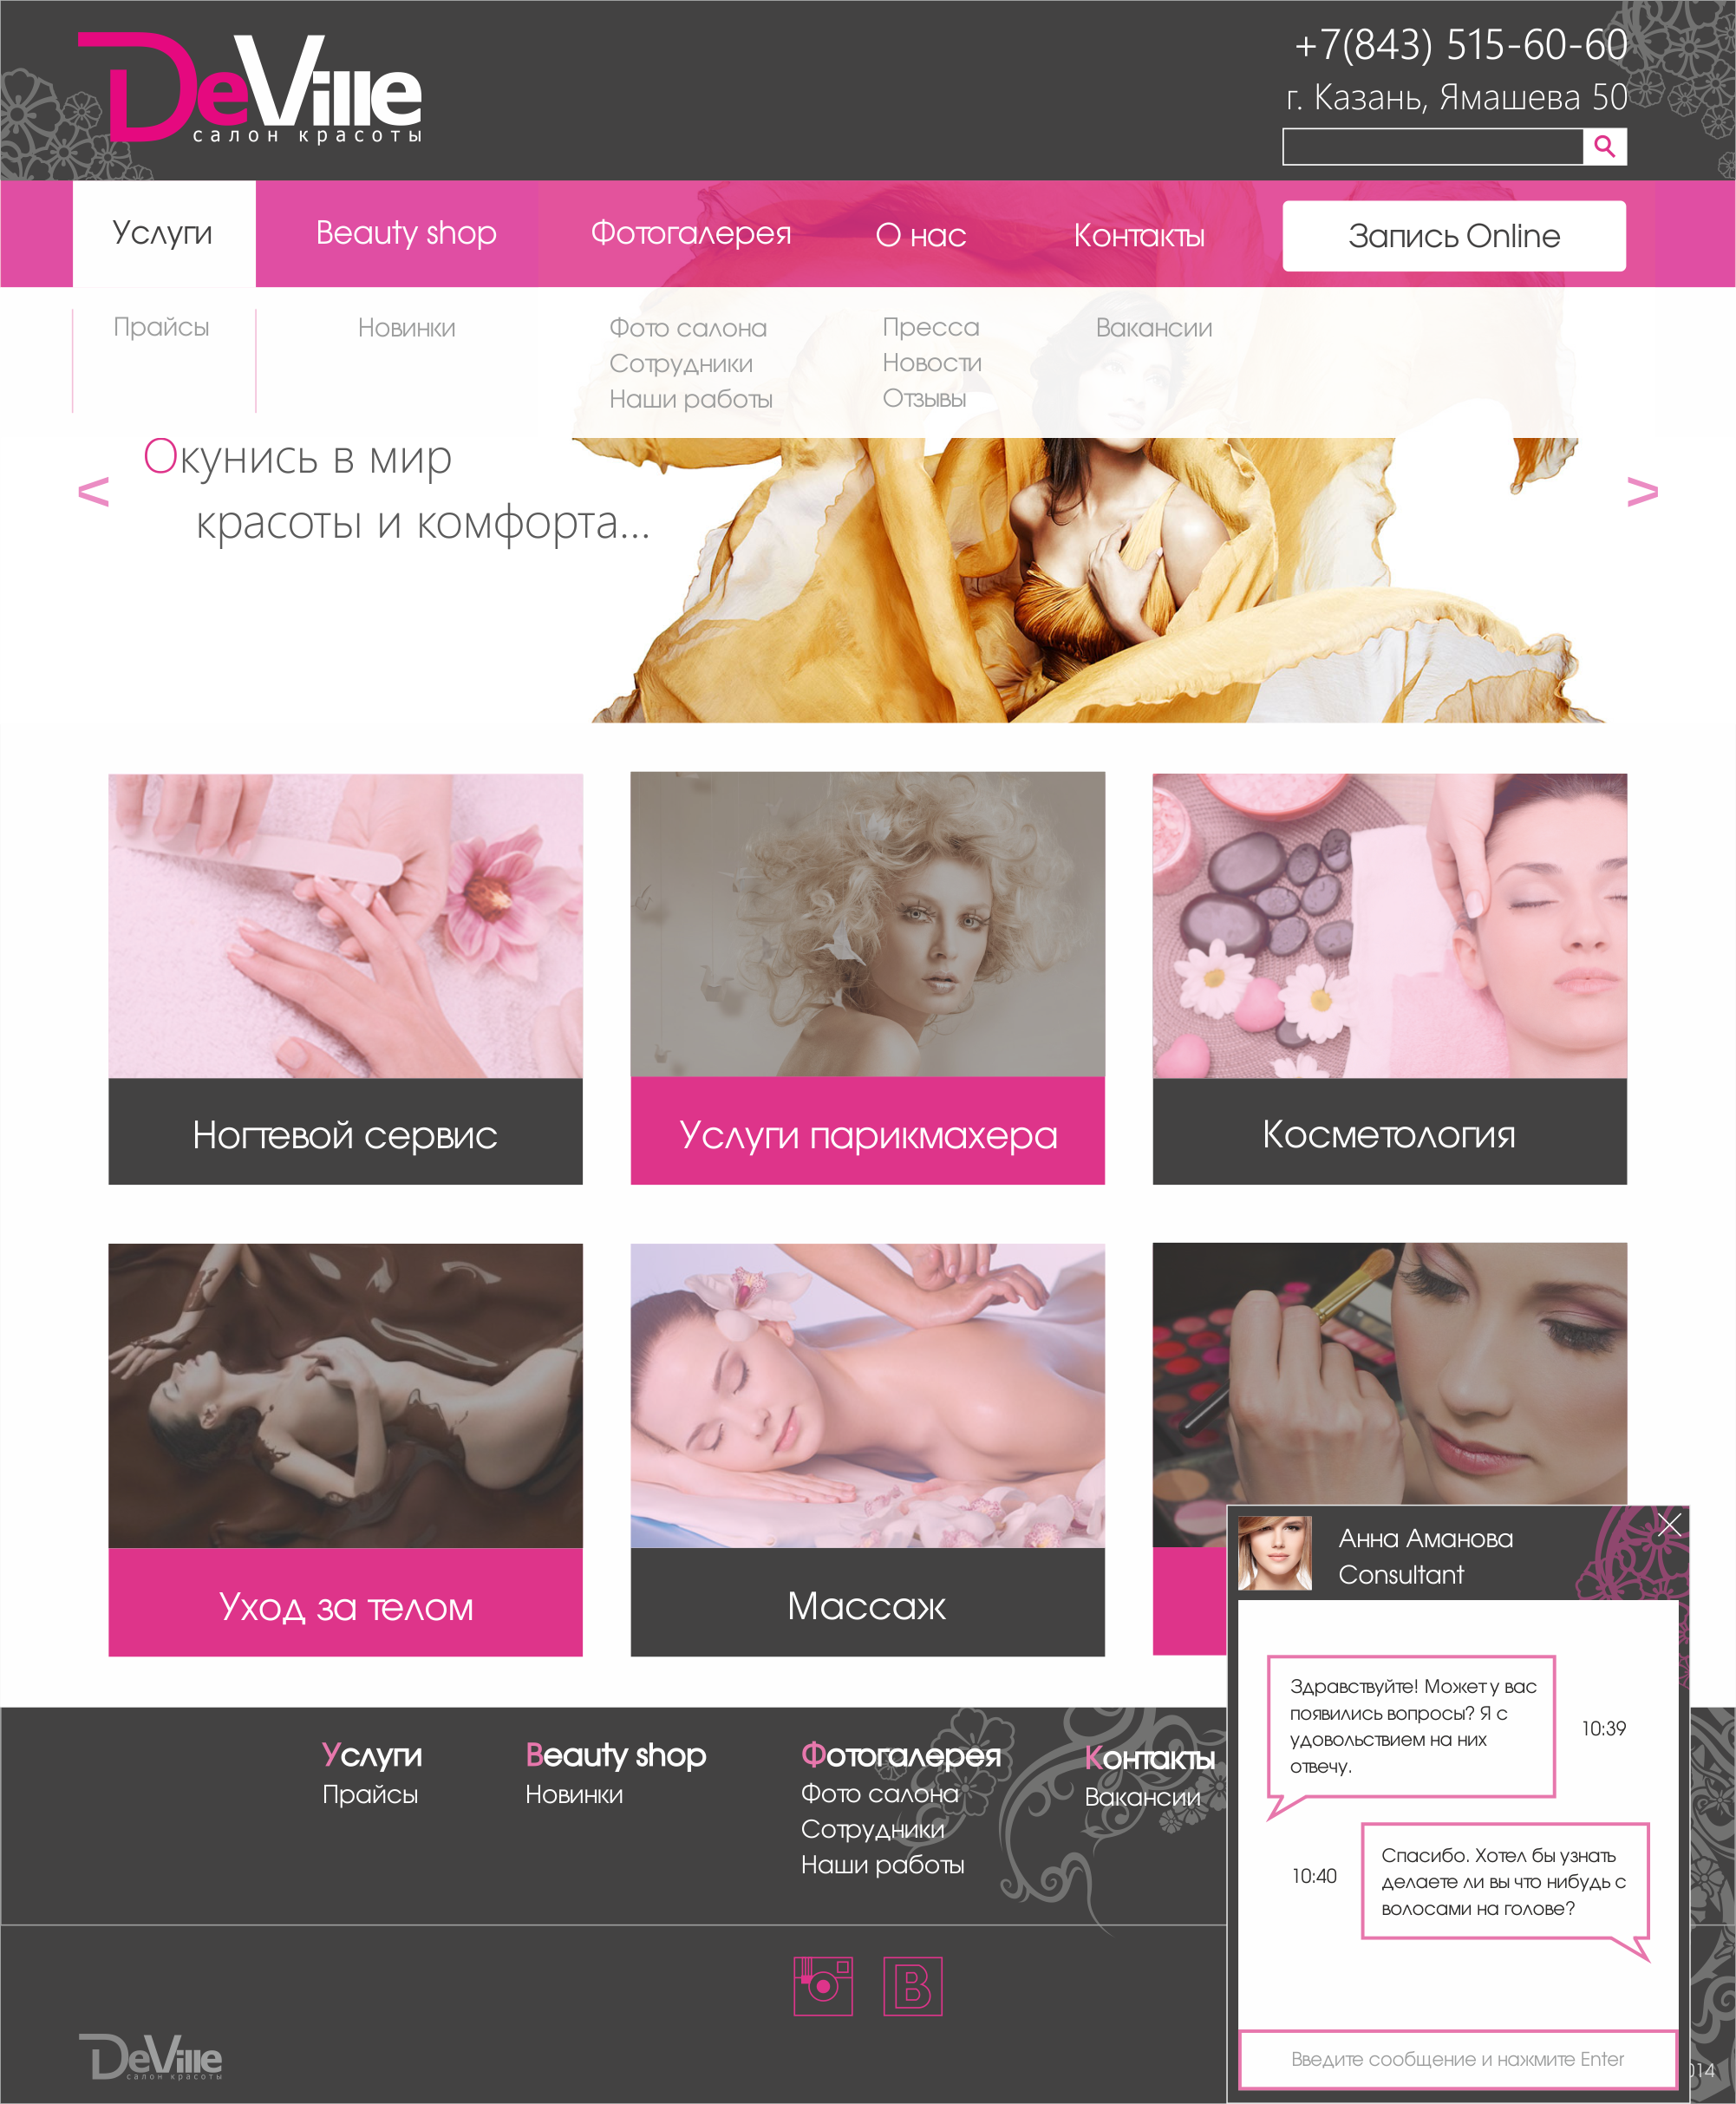 DeVille
салон красоты
+7(843) 515-60-60
г. Казань, Ямашева 50
Услуги
Beauty shop
Фотогалерея
О нас
Контакты
Запись Online
Прайсы
Новинки
Фото салона
Сотрудники
Наши работы
Пресса
Новости
Отзывы
Вакансии
Окунись в мир
красоты и комфорта...
<
>
Ногтевой сервис
Услуги парикмахера
Косметология
Уход за телом
Массаж
Анна Аманова
Consultant
Здравствуйте! Может у вас
появились вопросы? Я с
удовольствием на них
отвечу.
10:39
10:40
Спасибо. Хотел бы узнать
делаете ли вы что нибудь с
волосами на голове?
Введите сообщение и нажмите Enter
Услуги
Прайсы
Beauty shop
Новинки
Фотогалерея
Фото салона
Сотрудники
Наши работы
Контакты
Вакансии
В
DeVille
салон красоты
014